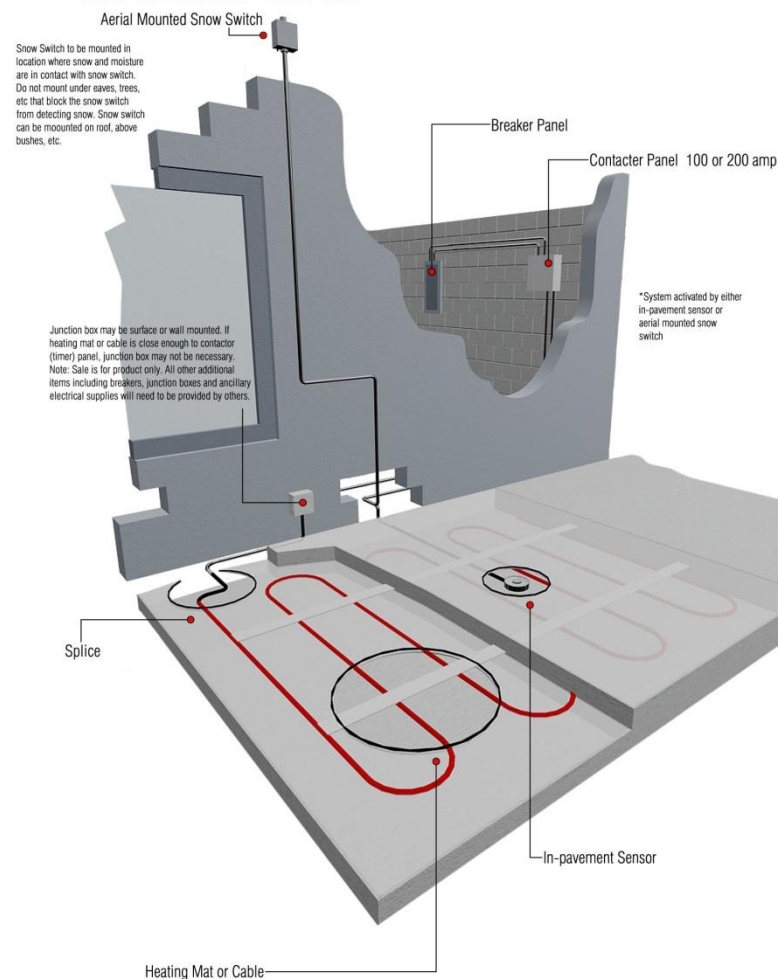 Aerial Mounted Snow Switch
Snow Switch to be mounted in
location where snow and moisture
are in contact with snow switch.
Do not mount under eaves, trees,
etc that block the snow switch
from detecting snow. Snow switch
can be moounted on roof, above
bushes, etc.
Breaker Panel
Contacter Panel 100 or 200 amp
*System activated by either
in-pavement sensor or
aerial mounted snow
switch
Junction box may be surface or wall mounted. If
heating mat or cable is close enough to contactor
(timer) panel, junction box may not be necessary.
Note: Sale is for product only. All other additional
items including breakers, junction boxes and ancillary
electrical supplies will need to be provided by others.
Splice
In-pavement Sensor
Heating Mat or Cable